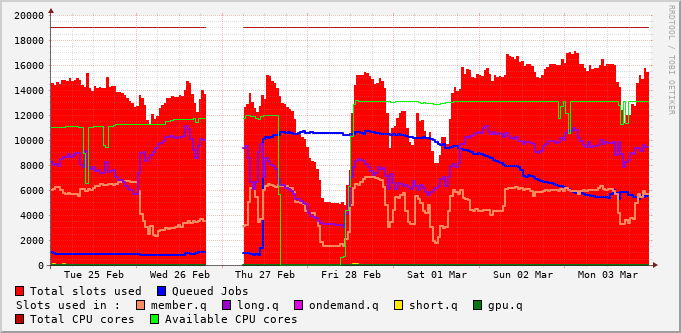 20000
18000
16000
14000
12000
10000
8000
6000
4000
2000
0
Tue 25 Feb Wed 26 Feb Thu 27 Feb Fri 28 Feb Sat 01 Mar Sun 02 Mar Mon 03 Mar
Total slots used Queued Jobs
Slots used in : member.q long.q ondemand.q short.q gpu.q
Total CPU cores Available CPU cores
RRDTOOL / TOBI OETIKER